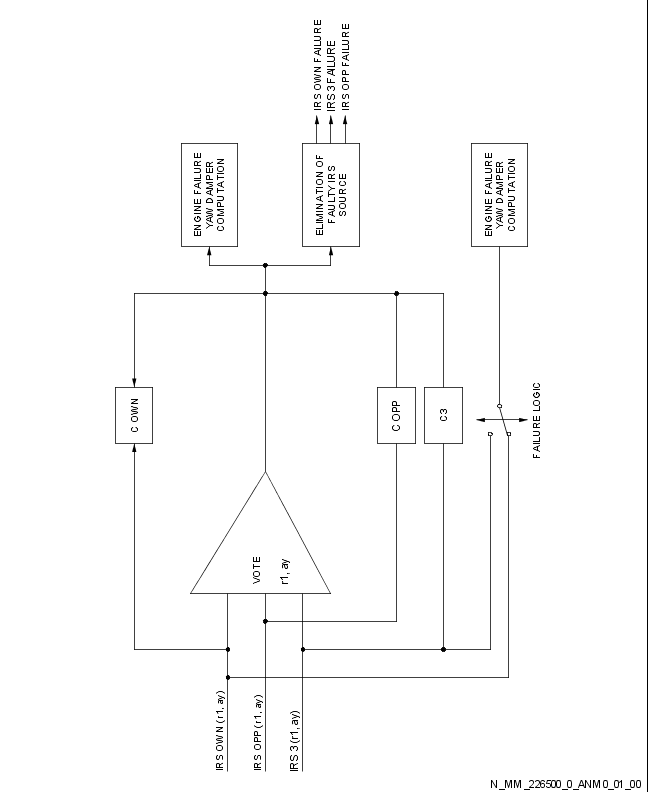 IRS OWN FAILURE
IRS 3 FAILURE
IRS OPP FAILURE
ENGINE FAILURE
YAW DAMPER
COMPUTATION
ELIMINATION OF
FAULTY IRS
SOURCE
ENGINE FAILURE
YAW DAMPER
COMPUTATION
C OWN
C OPP
C3
FAILURE LOGIC
VOTE
r1, ay
IRS OWN (r1, ay)
IRS OPP (r1, ay)
IRS 3 (r1, ay)
N_MM_226500_0_ANM0_01_00